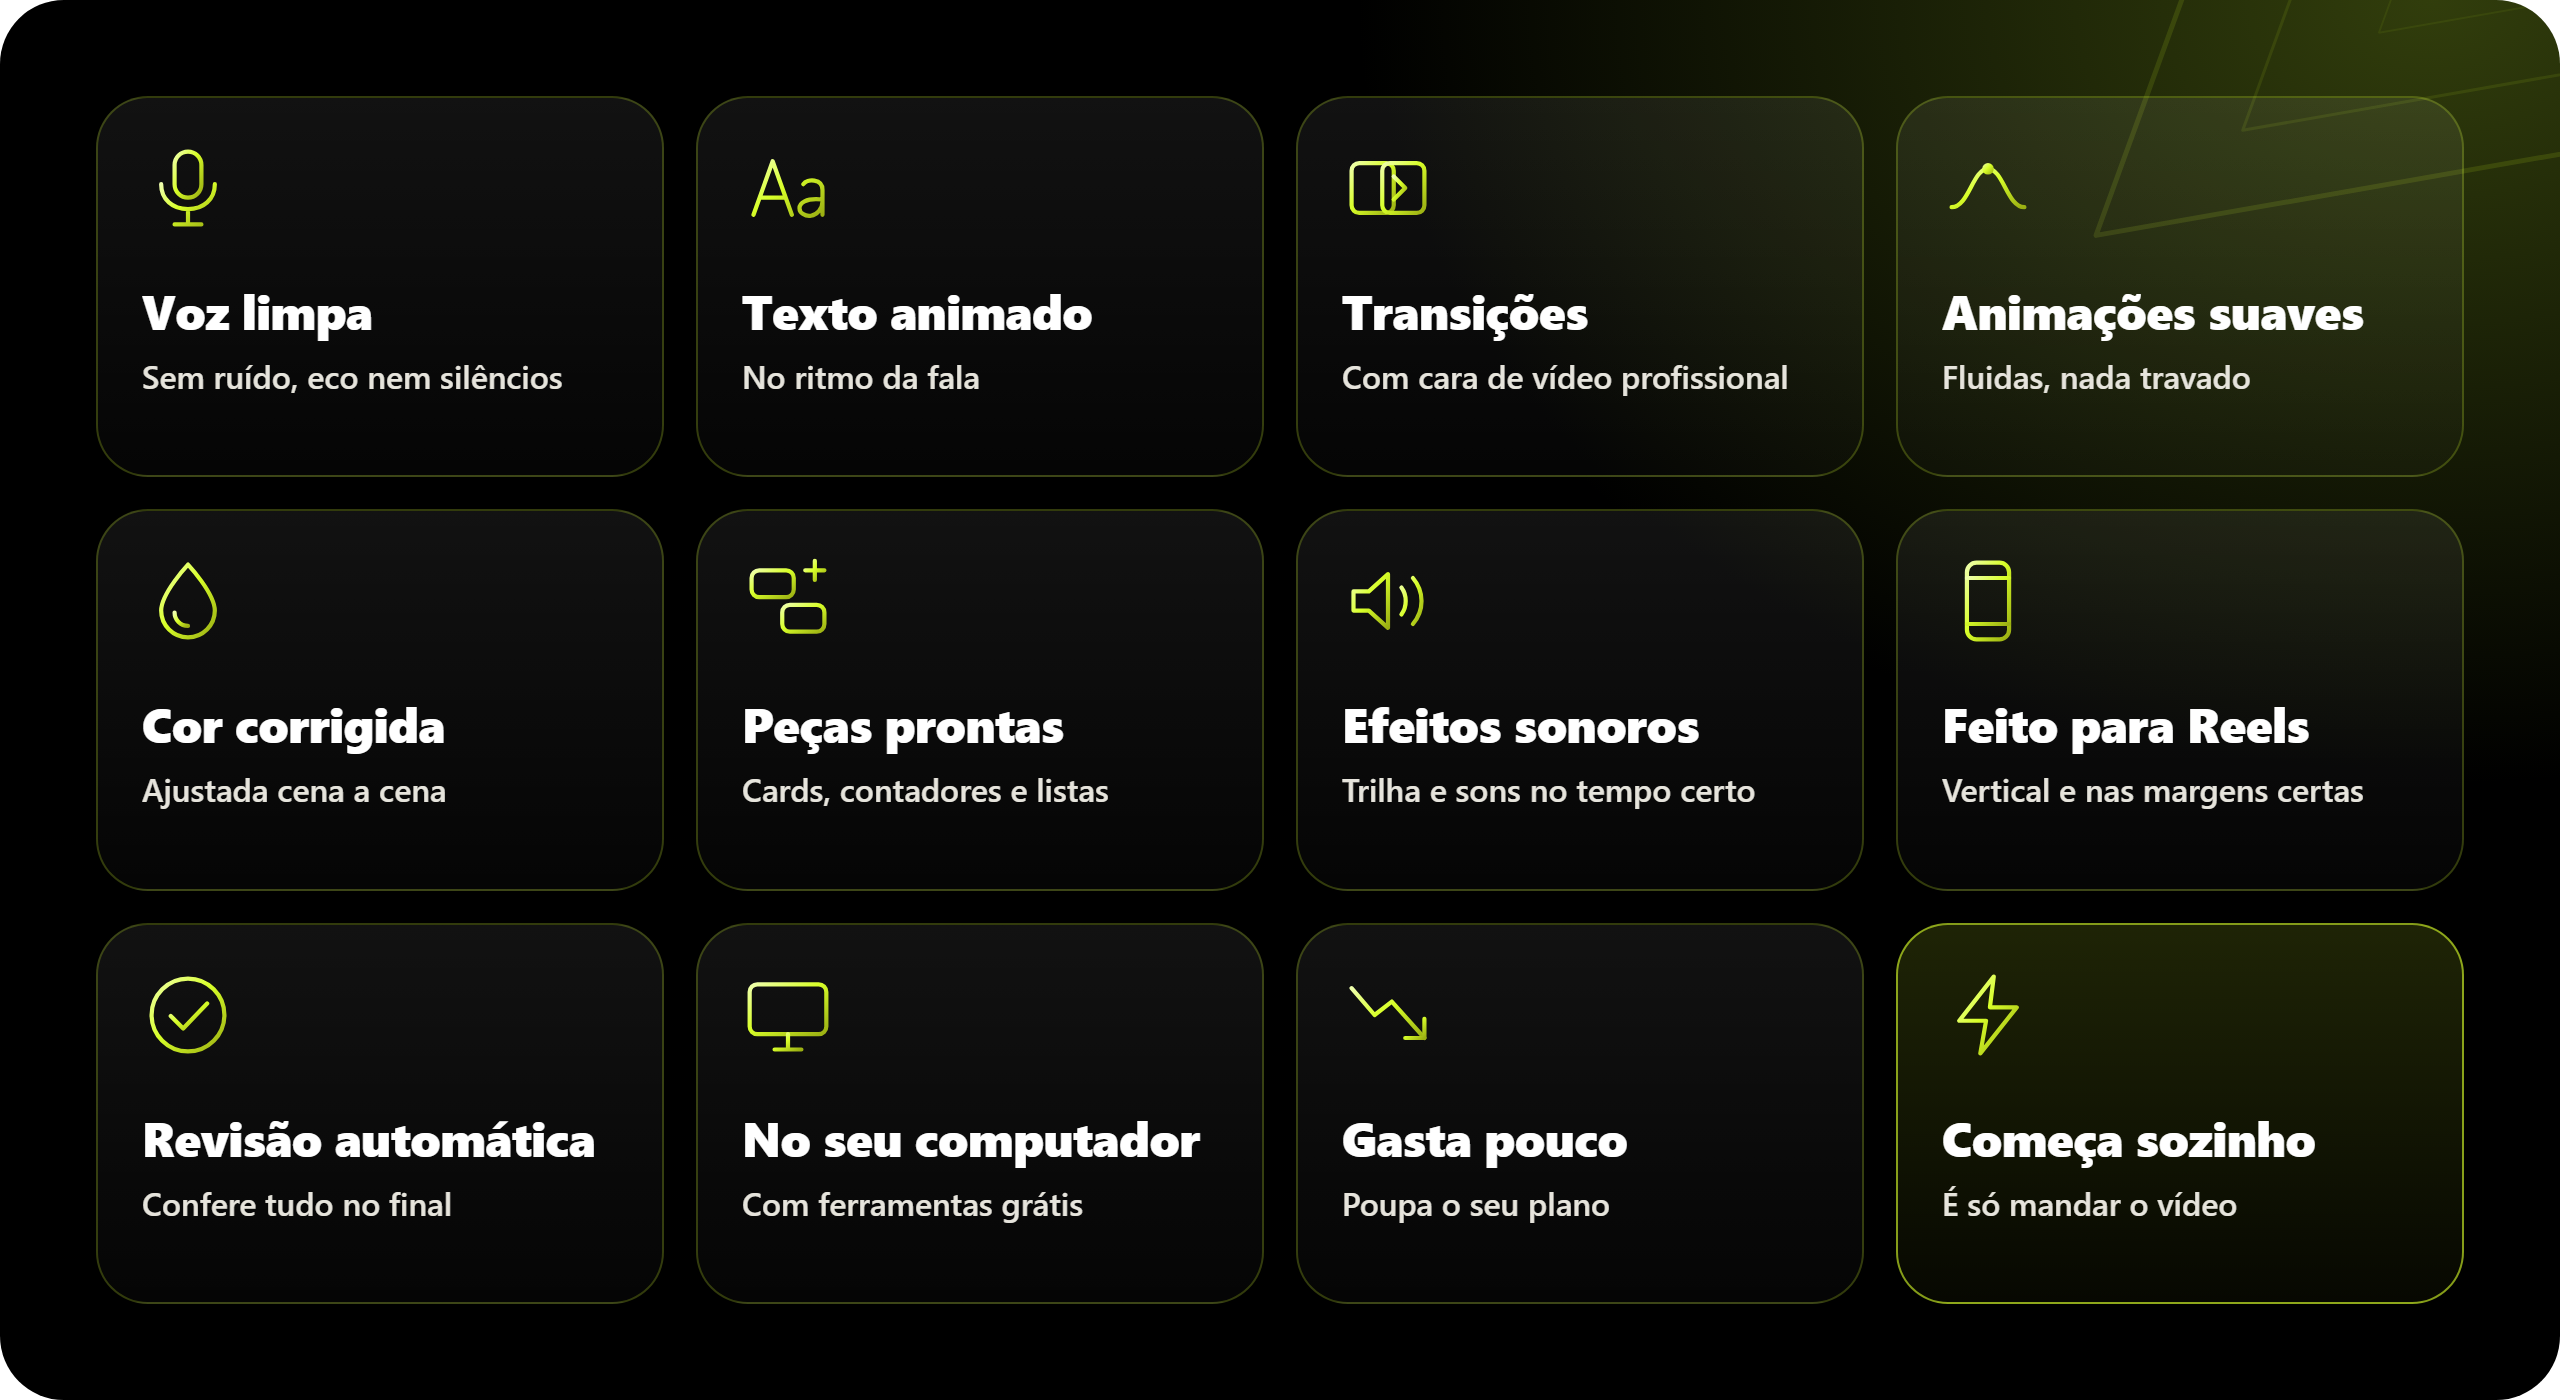 Aa
Voz limpa
Sem ruído, eco nem silêncios
Texto animado
No ritmo da fala
Transições
Com cara de vídeo profissional
Animações suaves
Fluidas, nada travado
Cor corrigida
Ajustada cena a cena
Peças prontas
Cards, contadores e listas
Efeitos sonoros
Trilha e sons no tempo certo
Feito para Reels
Vertical e nas margens certas
Revisão automática
Confere tudo no final
No seu computador
Com ferramentas grátis
Gasta pouco
Poupa o seu plano
Começa sozinho
É só mandar o vídeo